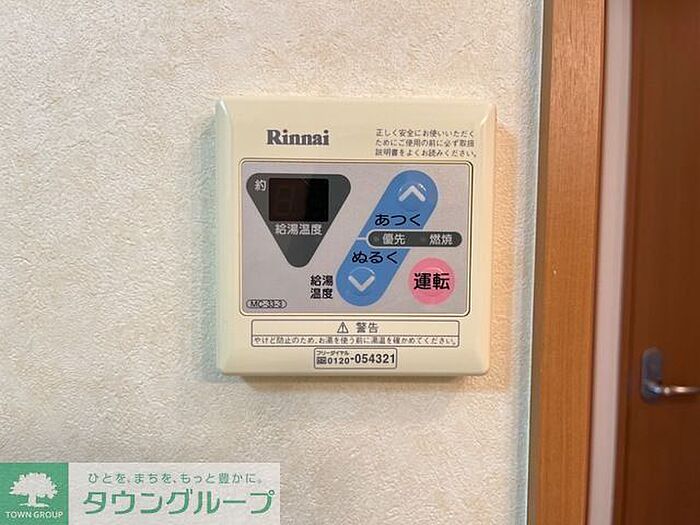 Rinnai
正しく安全にお使いいただく
ためにご使用の前に必ず取扱
説明書をよくお読みください。
約
給湯温度
あつく
優先 燃焼
ぬるく
給湯
温度
運転
MC-33-3
⚠ 警告
やけど防止のため、お湯を使う前に湯温を確かめてください。
フリーダイヤル
0120-054321
ひとを、まちを、もっと豊かに。
タウングループ
TOWN GROUP